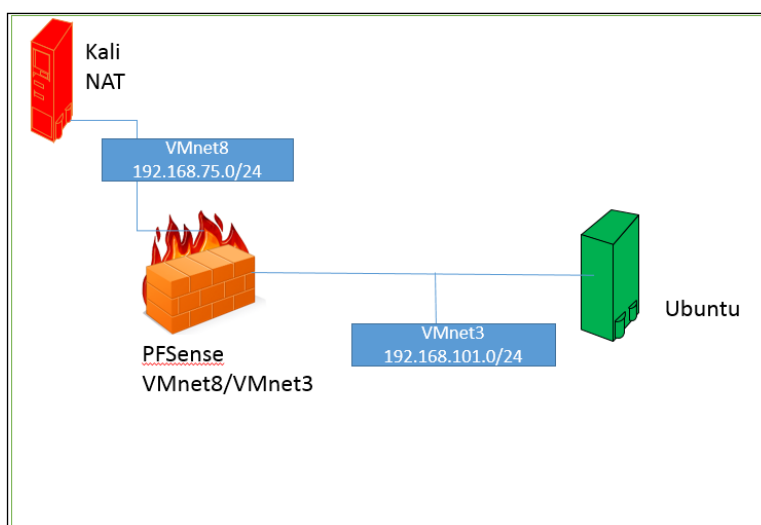 Kali
NAT
VMnet8
192.168.75.0/24
PFSense
VMnet8/VMnet3
VMnet3
192.168.101.0/24
Ubuntu